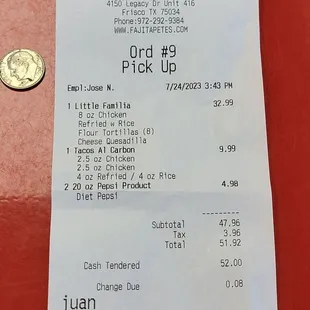 4150 Legacy Dr Unit 416
Frisco TX 75034
Phone:972-292-9384
WWW.FAJITAPETES.COM
Ord #9
Pick Up
Empl:Jose N. 7/24/2023 3:43 PM
1 Little Familia 32.99
8 oz Chicken
Refried w Rice
Flour Tortillas (8)
Cheese Quesadilla
1 Tacos Al Carbon 9.99
2.5 oz Chicken
2.5 oz Chicken
4 oz Refried / 4 oz Rice
2 20 oz Pepsi Product 4.98
Diet Pepsi
---------
Subtotal 47.96
Tax 3.96
Total 51.92
Cash Tendered 52.00
Change Due 0.08
juan